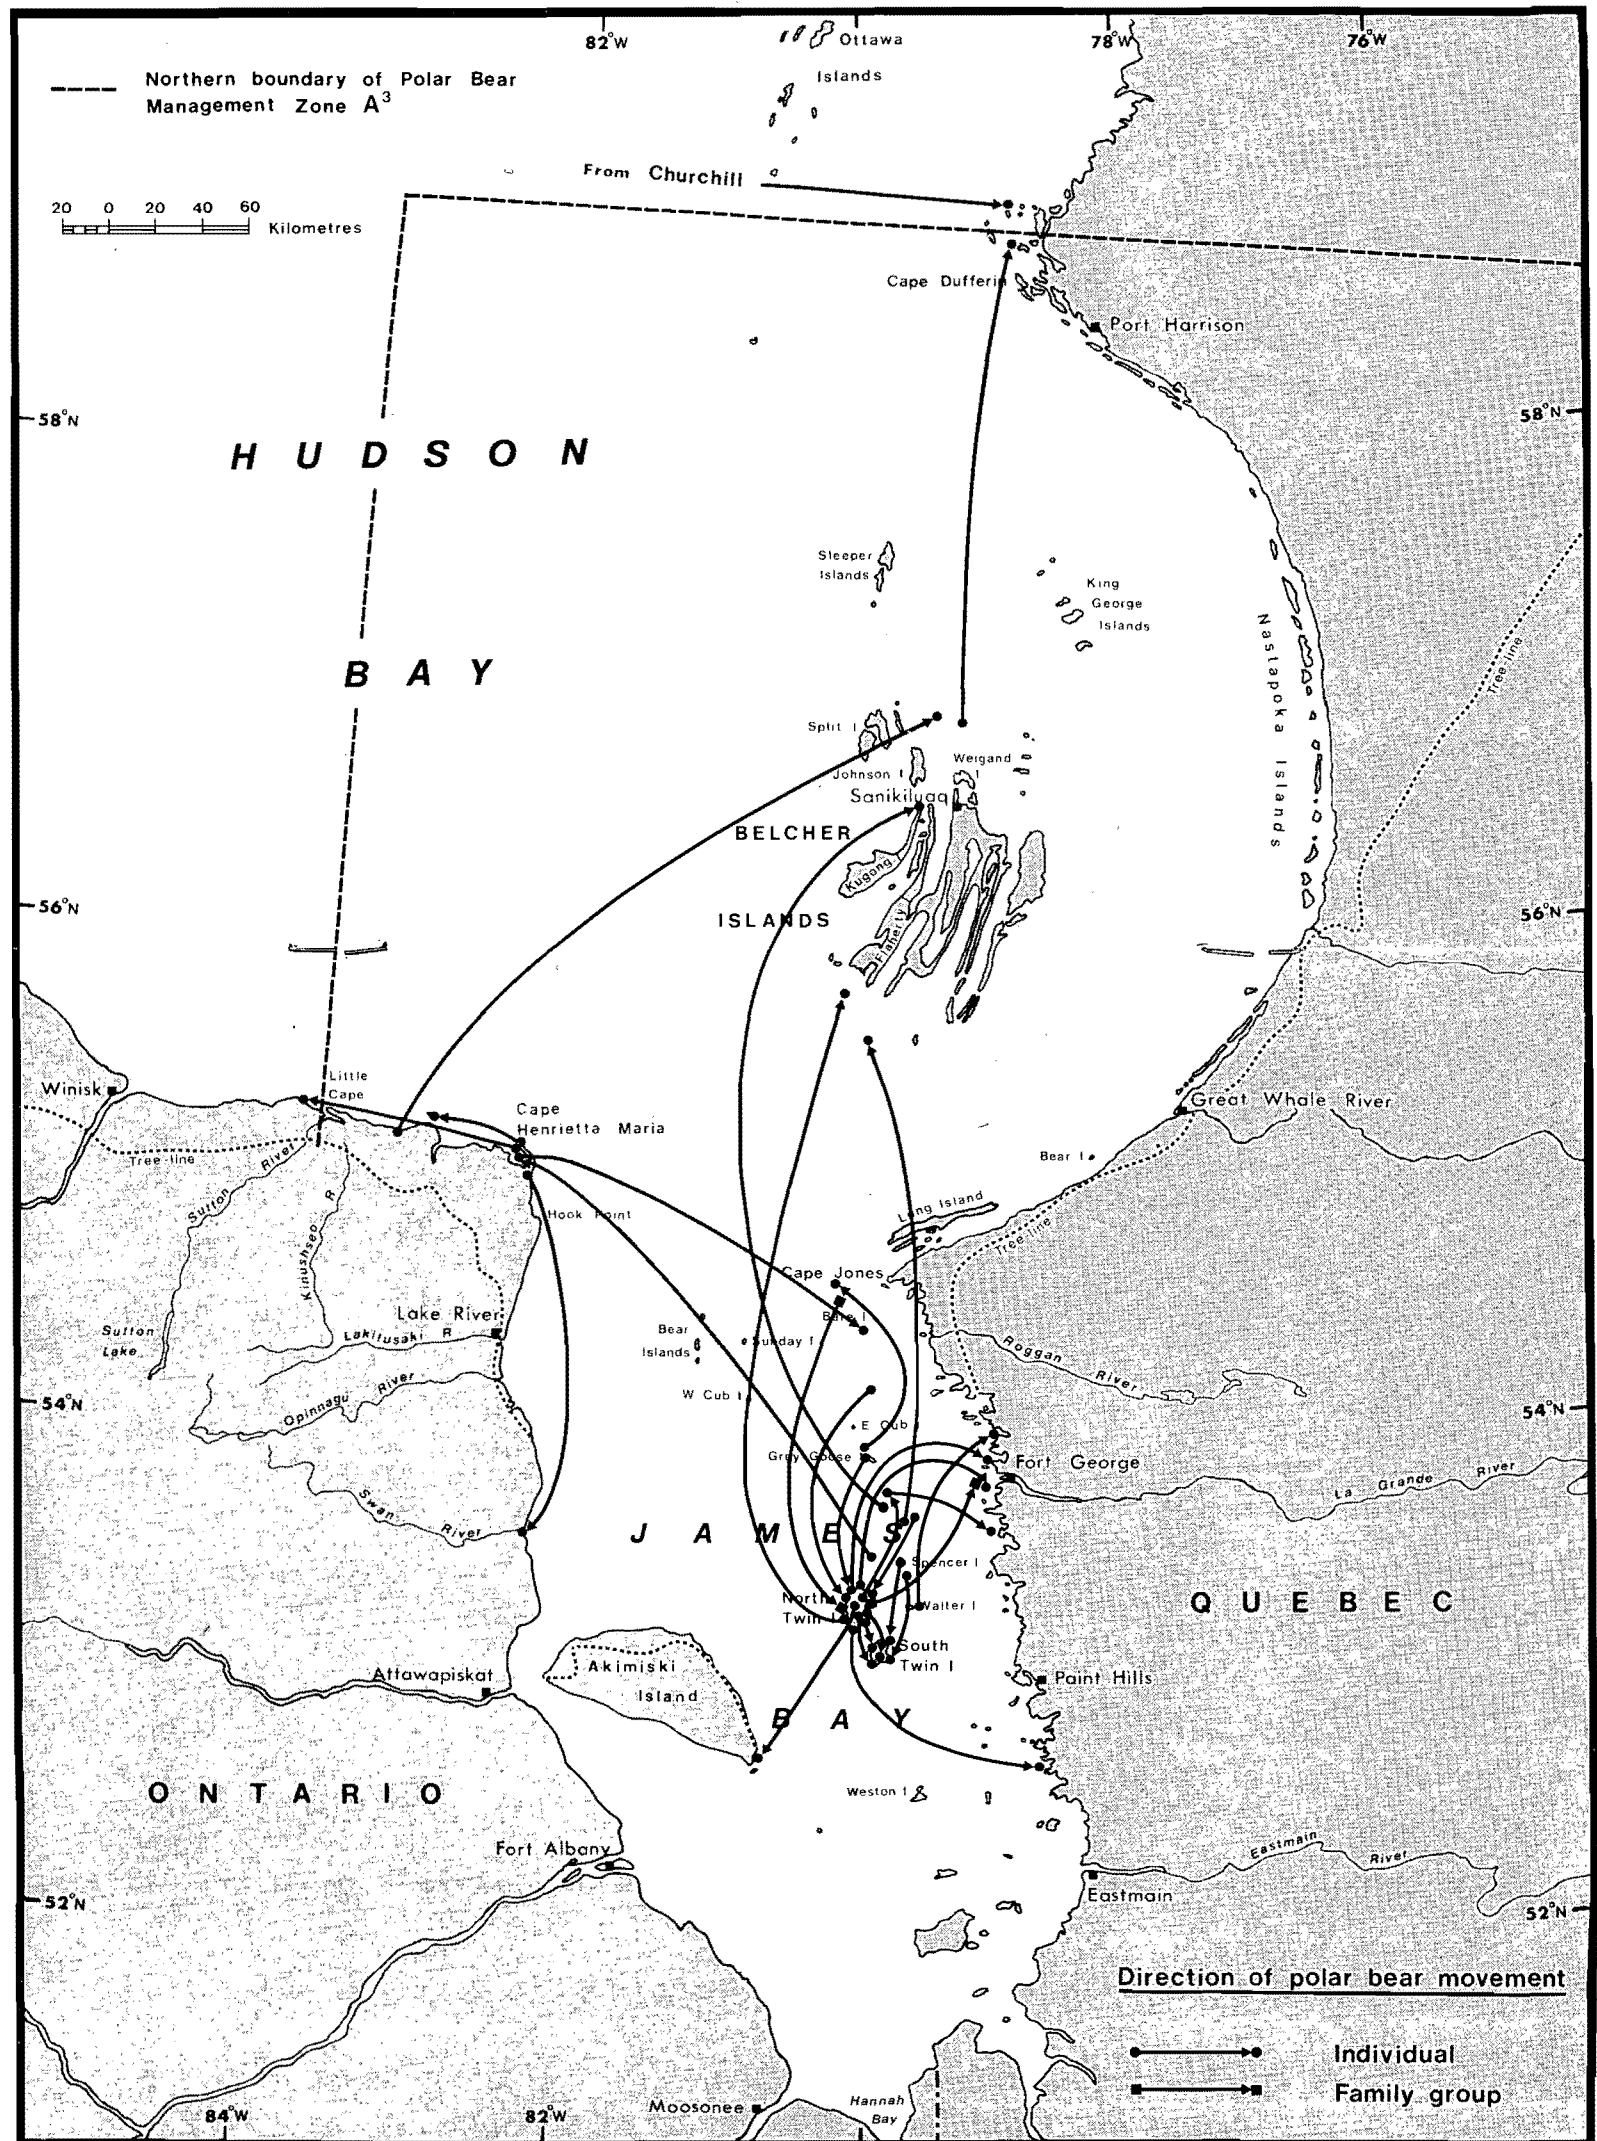 82°W
78°W
76°W
Ottawa
Islands
Northern boundary of Polar Bear
Management Zone A³
From Churchill
20 0 20 40 60
Kilometres
Cape Dufferin
Port Harrison
58°N
58°N
HUDSON
Sleeper
Islands
King
George
Islands
Nastapoka Islands
Tree-line
BAY
Split I
Johnson I
Weigand
I
Sanikiluaq
BELCHER
Kugong
56°N
56°N
ISLANDS
Flaherty
Winisk
Little
Cape
Cape
Henrietta Maria
Great Whale River
Tree-line
Sutton River
Bear I
Kinushseo R
Hook Point
Long Island
Tree-line
Cape Jones
Lake River
Bare I
Sutton
Lake
Lakitusaki R
Bear
Islands
Sunday I
Roggan River
W Cub I
Opinnagu River
54°N
54°N
E Cub I
Grey Goose
Fort George
La Grande River
Swan River
JAMES
Spencer I
North
Twin I
Walter I
QUEBEC
South
Twin I
Attawapiskat
Akimiski
Island
Paint Hills
BAY
ONTARIO
Weston I
Fort Albany
Eastmain River
Eastmain
52°N
52°N
Direction of polar bear movement
Individual
Family group
84°W
82°W
Moosonee
Hannah
Bay